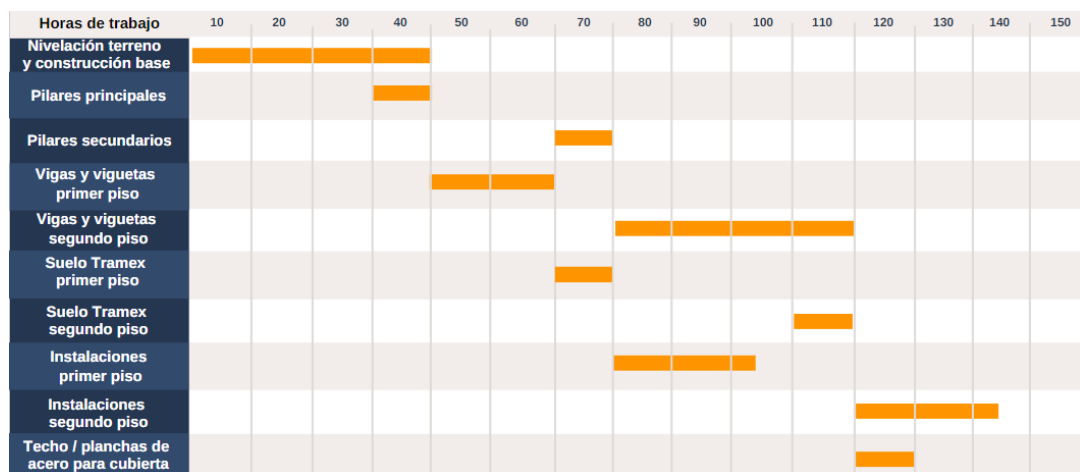 Horas de trabajo 10 20 30 40 50 60 70 80 90 100 110 120 130 140 150
Nivelación terreno
y construcción base
Pilares principales
Pilares secundarios
Vigas y viguetas
primer piso
Vigas y viguetas
segundo piso
Suelo Tramex
primer piso
Suelo Tramex
segundo piso
Instalaciones
primer piso
Instalaciones
segundo piso
Techo / planchas de
acero para cubierta